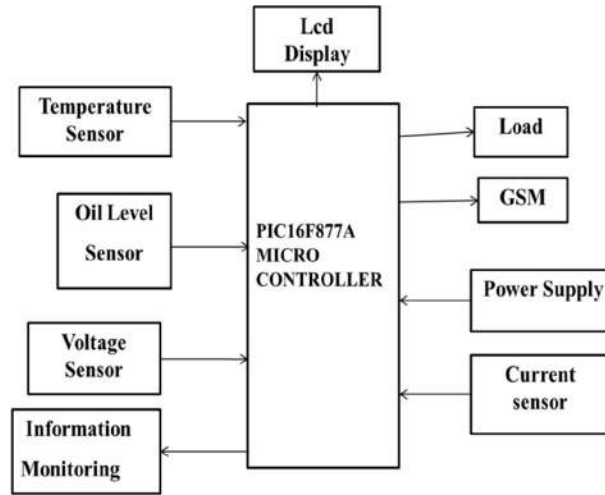 Lcd
Display
Temperature
Sensor
Oil Level
Sensor
Voltage
Sensor
Information
Monitoring
PIC16F877A
MICRO
CONTROLLER
Load
GSM
Power Supply
Current
sensor